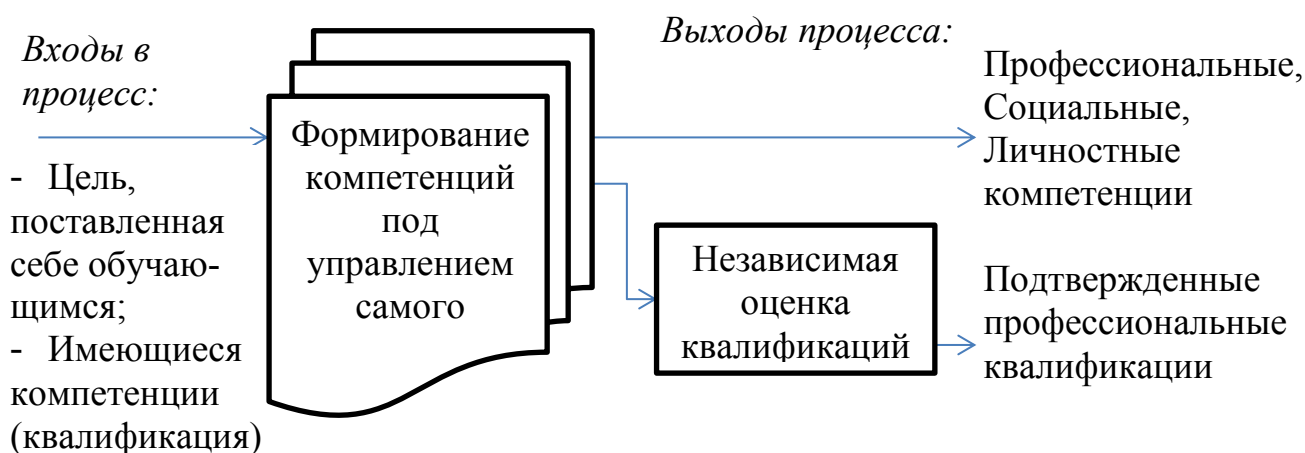 Входы в
процесс:
- Цель,
поставленная
себе обучаю-
щимся;
- Имеющиеся
компетенции
(квалификация)
Формирование
компетенций
под
управлением
самого
Выходы процесса:
Профессиональные,
Социальные,
Личностные
компетенции
Независимая
оценка
квалификаций
Подтвержденные
профессиональные
квалификации